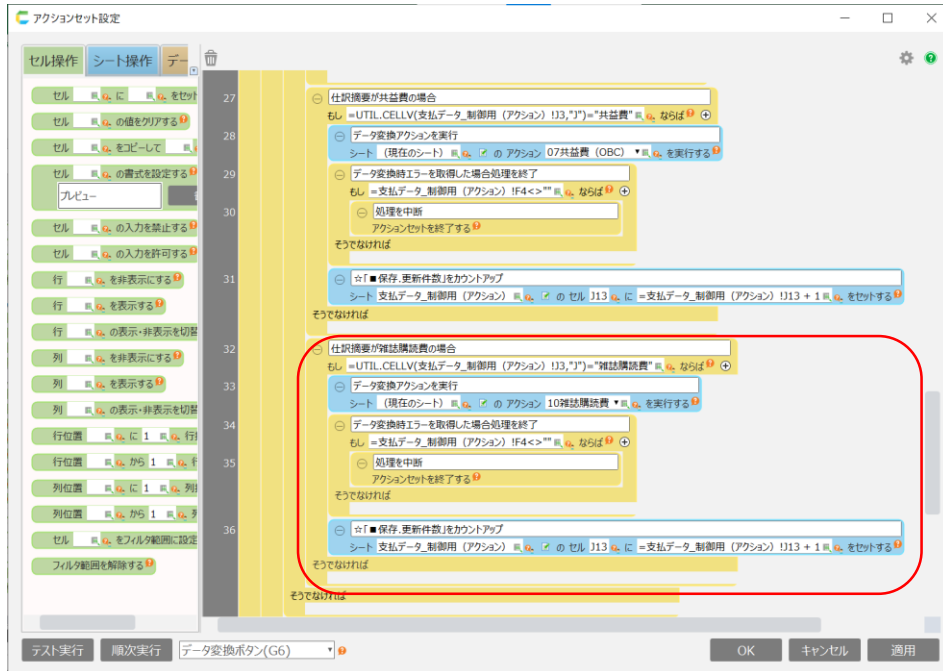 アクションセット設定
セル操作 シート操作 デー
セル に をセット
セル の値をクリアする
セル をコピーして
セル の書式を設定する
プレビュー
セル の入力を禁止する
セル の入力を許可する
行 を非表示にする
行 を表示する
行 の表示・非表示を切替
列 を非表示にする
列 を表示する
列 の表示・非表示を切替
行位置 に 1 行
行位置 から 1 行
列位置 に 1 列
列位置 から 1 列
セル をフィルタ範囲に設定
フィルタ範囲を解除する
27 仕訳摘要が共益費の場合
もし =UTIL.CELLV(支払データ_制御用 (アクション) !J3,"J")="共益費" ならば
28 データ変換アクションを実行
シート (現在のシート) の アクション 07共益費 (OBC) を実行する
29 データ変換時エラーを取得した場合処理を終了
もし =支払データ_制御用 (アクション) !F4<>"" ならば
30 処理を中断
アクションセットを終了する
そうでなければ
31 ☆「■保存.更新件数」をカウントアップ
シート 支払データ_制御用 (アクション) の セル J13 に =支払データ_制御用 (アクション) !J13 + 1 をセットする
そうでなければ
32 仕訳摘要が雑誌購読費の場合
もし =UTIL.CELLV(支払データ_制御用 (アクション) !J3,"J")="雑誌購読費" ならば
33 データ変換アクションを実行
シート (現在のシート) の アクション 10雑誌購読費 を実行する
34 データ変換時エラーを取得した場合処理を終了
もし =支払データ_制御用 (アクション) !F4<>"" ならば
35 処理を中断
アクションセットを終了する
そうでなければ
36 ☆「■保存.更新件数」をカウントアップ
シート 支払データ_制御用 (アクション) の セル J13 に =支払データ_制御用 (アクション) !J13 + 1 をセットする
そうでなければ
そうでなければ
テスト実行 順次実行 データ変換ボタン(G6) OK キャンセル 適用